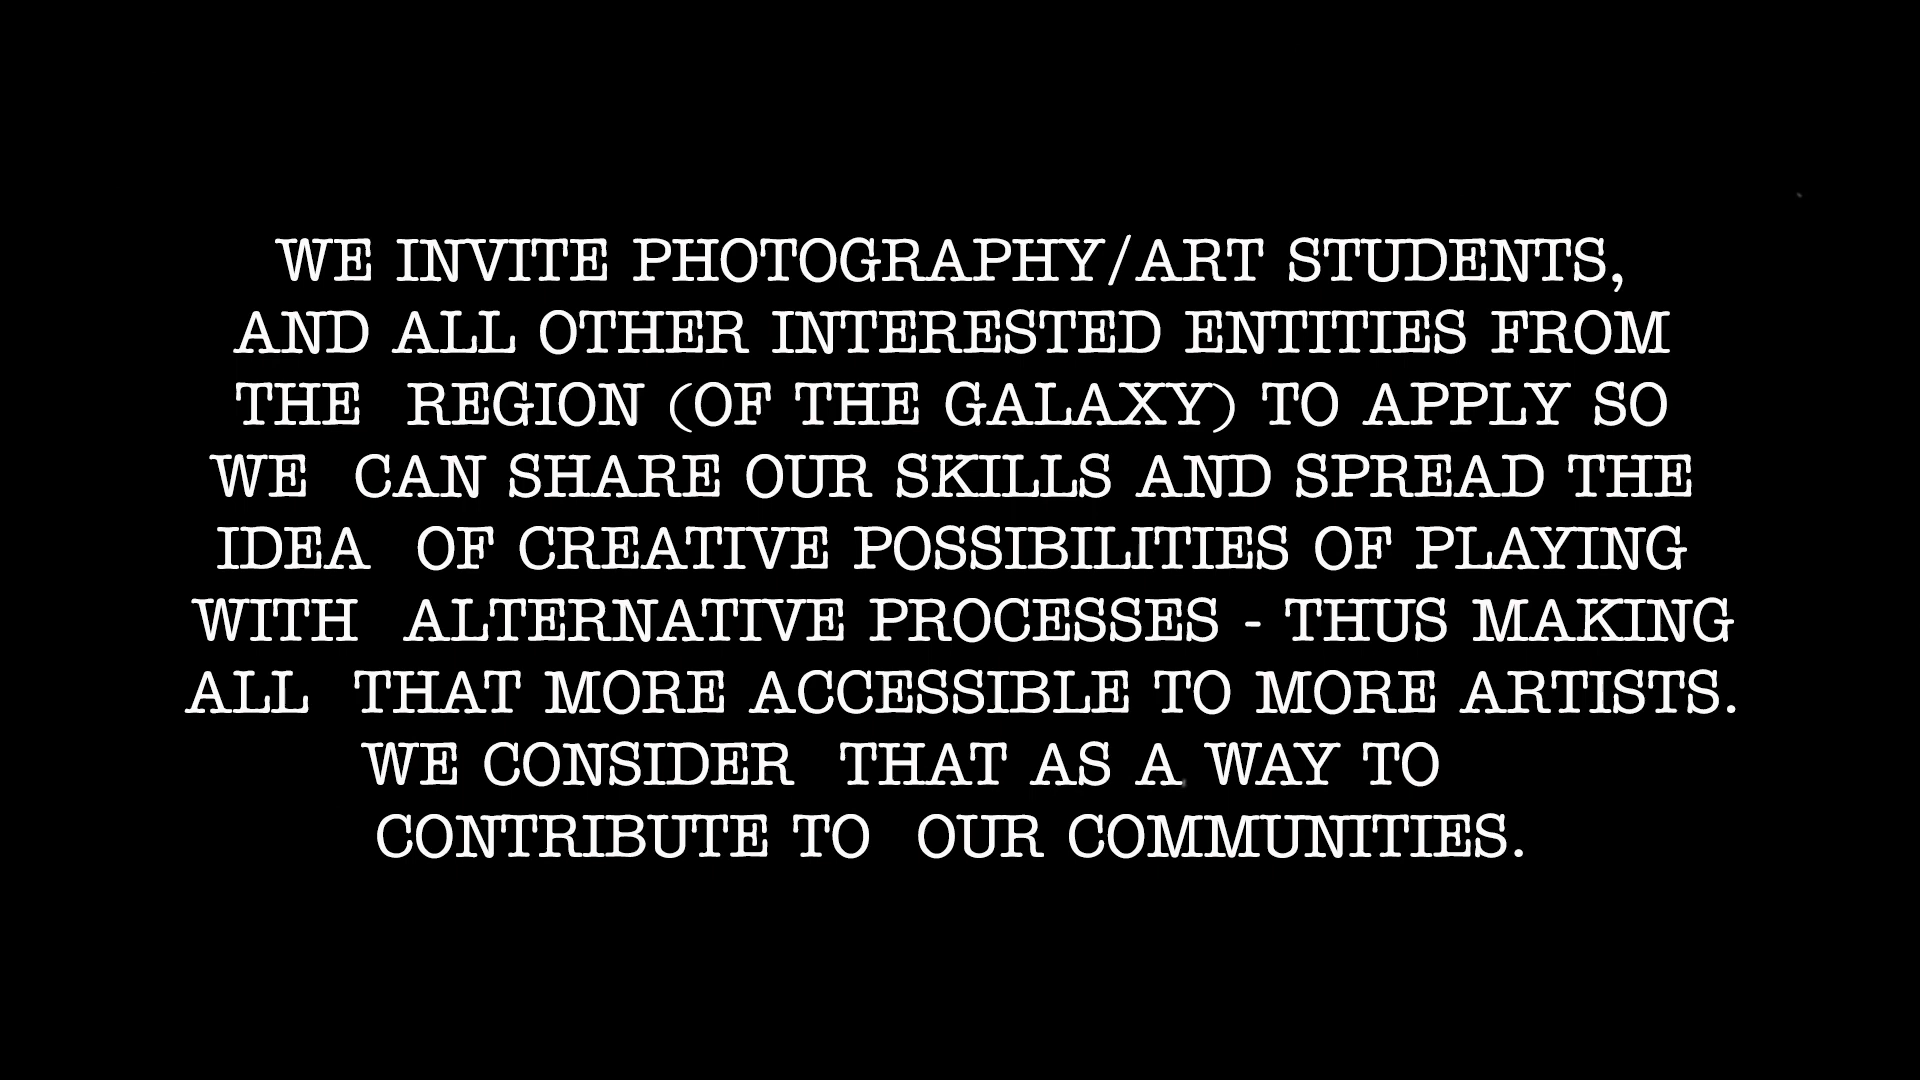 WE INVITE PHOTOGRAPHY/ART STUDENTS,
AND ALL OTHER INTERESTED ENTITIES FROM
THE REGION (OF THE GALAXY) TO APPLY SO
WE CAN SHARE OUR SKILLS AND SPREAD THE
IDEA OF CREATIVE POSSIBILITIES OF PLAYING
WITH ALTERNATIVE PROCESSES - THUS MAKING
ALL THAT MORE ACCESSIBLE TO MORE ARTISTS.
WE CONSIDER THAT AS A WAY TO
CONTRIBUTE TO OUR COMMUNITIES.